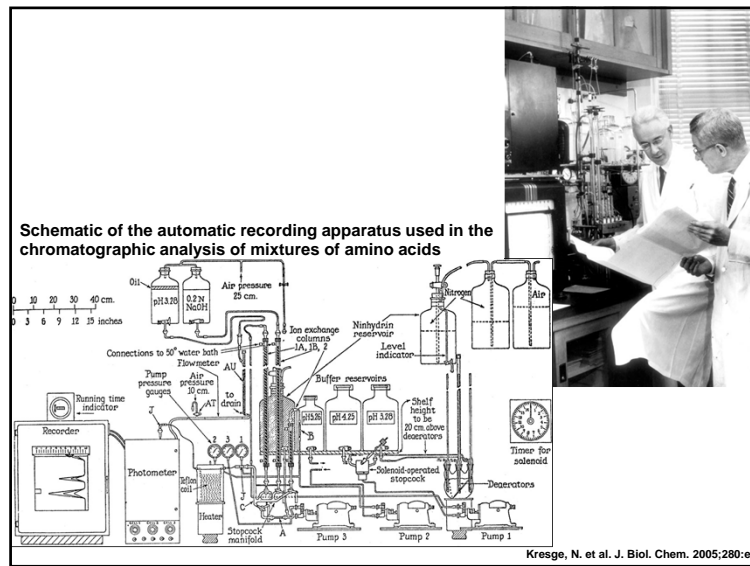 Schematic of the automatic recording apparatus used in the
chromatographic analysis of mixtures of amino acids
Oil
pH 3.28
0.2 N
NaOH
Air pressure
25 cm.
0 10 20 30 40 cm.
0 3 6 9 12 15 inches
Connections to 50° water bath
Ion exchange
columns
1A, 1B, 2
Ninhydrin
reservoir
Nitrogen
Air
Level
indicator
Flowmeter
AU
Air
pressure
10 cm.
AT
to
drain
Pump
pressure
gauges
Buffer reservoirs
pH 5.26
pH 4.25
pH 3.28
B
Shelf
height
to be
20 cm. above
deaerators
Running time
indicator
J
2 3 1
Recorder
Photometer
Teflon
coil
Heater
J
C
Stopcock
manifold
A
Solenoid-operated
stopcock
Deaerators
Timer for
solenoid
Pump 3
Pump 2
Pump 1
Kresge, N. et al. J. Biol. Chem. 2005;280:e